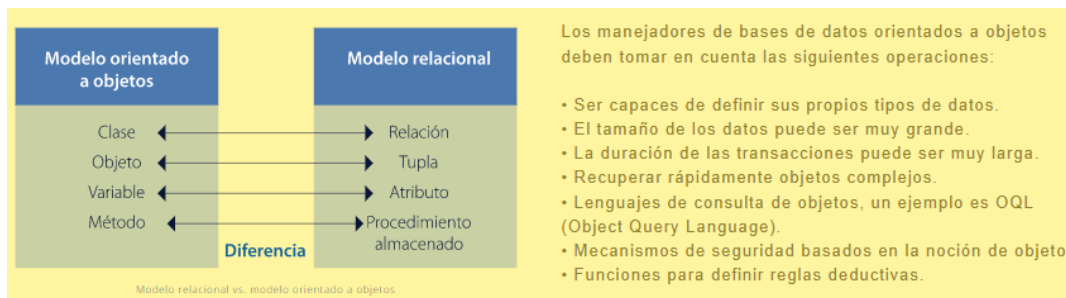 Modelo orientado
a objetos
Modelo relacional
Clase
Relación
Objeto
Tupla
Variable
Atributo
Método
Procedimiento
almacenado
Diferencia
Modelo relacional vs. modelo orientado a objetos
Los manejadores de bases de datos orientados a objetos
deben tomar en cuenta las siguientes operaciones:
• Ser capaces de definir sus propios tipos de datos.
• El tamaño de los datos puede ser muy grande.
• La duración de las transacciones puede ser muy larga.
• Recuperar rápidamente objetos complejos.
• Lenguajes de consulta de objetos, un ejemplo es OQL
(Object Query Language).
• Mecanismos de seguridad basados en la noción de objeto
• Funciones para definir reglas deductivas.